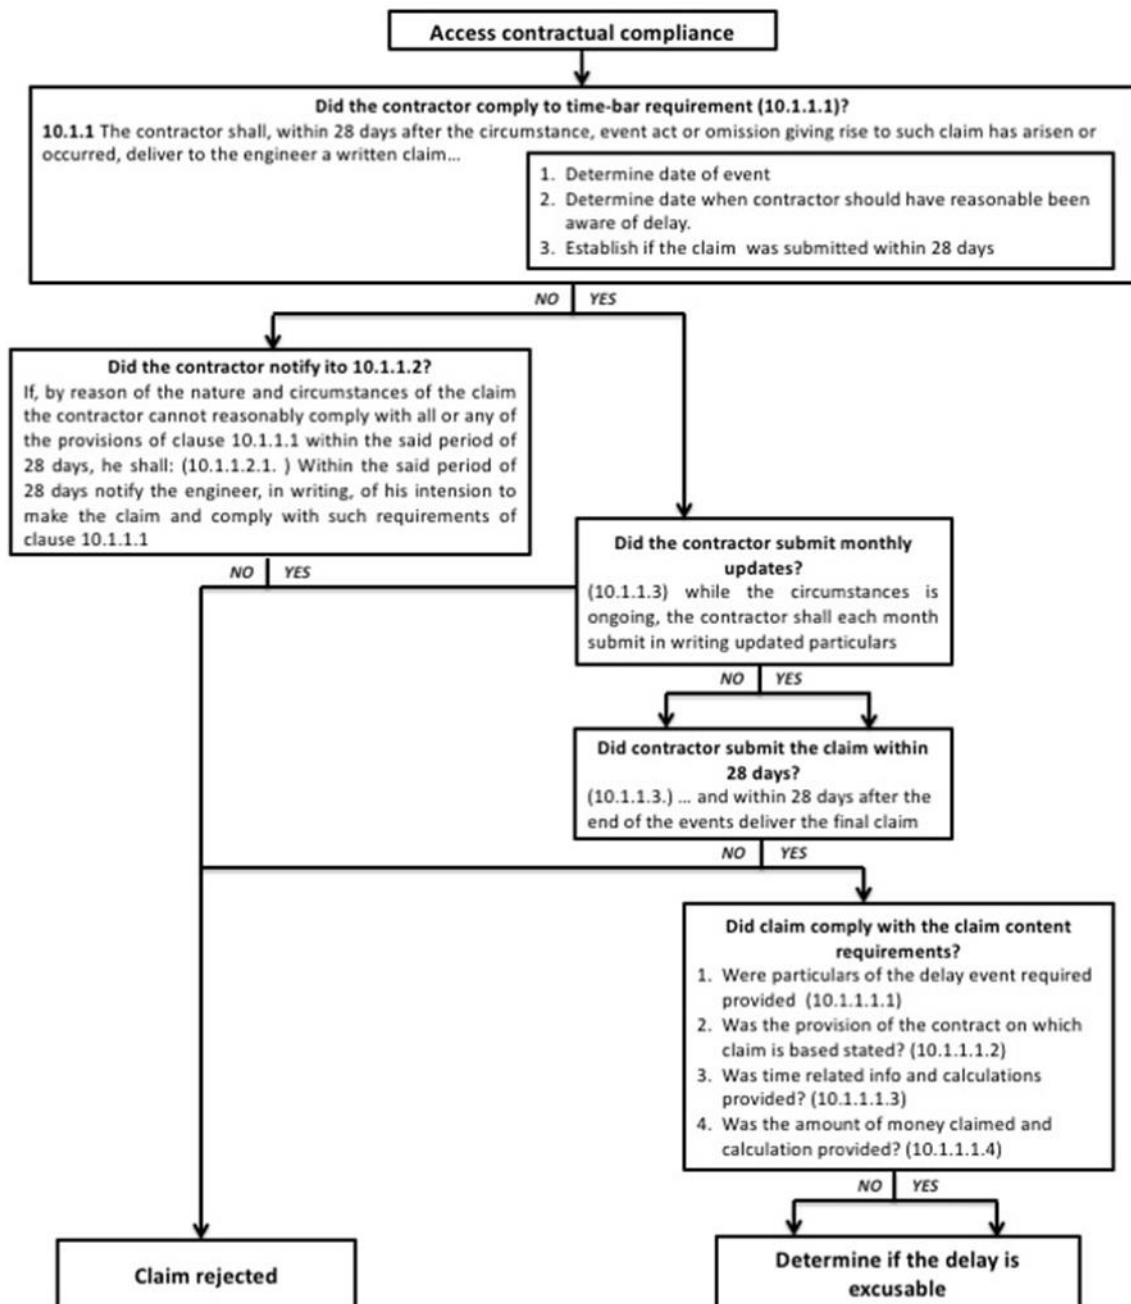 Access contractual compliance
Did the contractor comply to time-bar requirement (10.1.1.1)?
10.1.1 The contractor shall, within 28 days after the circumstance, event act or omission giving rise to such claim has arisen or
occurred, deliver to the engineer a written claim...
1. Determine date of event
2. Determine date when contractor should have reasonable been
aware of delay.
3. Establish if the claim was submitted within 28 days
NO YES
Did the contractor notify ito 10.1.1.2?
If, by reason of the nature and circumstances of the claim
the contractor cannot reasonably comply with all or any of
the provisions of clause 10.1.1.1 within the said period of
28 days, he shall: (10.1.1.2.1. ) Within the said period of
28 days notify the engineer, in writing, of his intension to
make the claim and comply with such requirements of
clause 10.1.1.1
NO YES
Did the contractor submit monthly
updates?
(10.1.1.3) while the circumstances is
ongoing, the contractor shall each month
submit in writing updated particulars
NO YES
Did contractor submit the claim within
28 days?
(10.1.1.3.) ... and within 28 days after the
end of the events deliver the final claim
NO YES
Did claim comply with the claim content
requirements?
1. Were particulars of the delay event required
provided (10.1.1.1.1)
2. Was the provision of the contract on which
claim is based stated? (10.1.1.1.2)
3. Was time related info and calculations
provided? (10.1.1.1.3)
4. Was the amount of money claimed and
calculation provided? (10.1.1.1.4)
NO YES
Claim rejected
Determine if the delay is
excusable